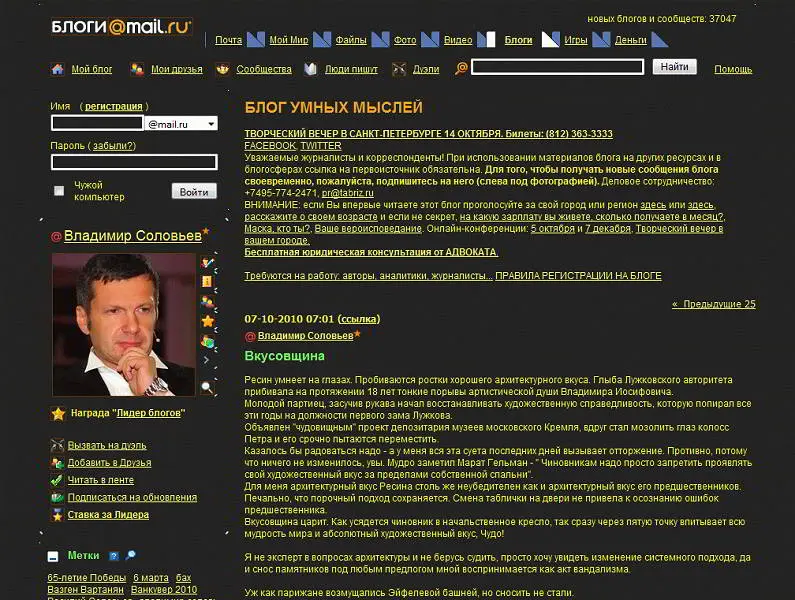 БЛОГИ@mail.ru
новых блогов и сообществ: 37047
Почта Мой Мир Файлы Фото Видео Блоги Игры Деньги
Мой блог Мои друзья Сообщества Люди пишут Дуэли Найти Помощь
Имя ( регистрация )
@mail.ru
Пароль ( забыли?)
Чужой
компьютер
Войти
@ Владимир Соловьев
Награда "Лидер блогов"
Вызвать на дуэль
Добавить в Друзья
Читать в ленте
Подписаться на обновления
Ставка за Лидера
Метки
65-летие Победы 6 марта бах
Вазген Вартанян Ванкувер 2010
БЛОГ УМНЫХ МЫСЛЕЙ
ТВОРЧЕСКИЙ ВЕЧЕР В САНКТ-ПЕТЕРБУРГЕ 14 ОКТЯБРЯ. Билеты: (812) 363-3333
FACEBOOK, TWITTER
Уважаемые журналисты и корреспонденты! При использовании материалов блога на других ресурсах и в
блогосферах ссылка на первоисточник обязательна. Для того, чтобы получать новые сообщения блога
своевременно, пожалуйста, подпишитесь на него (слева под фотографией). Деловое сотрудничество:
+7495-774-2471, pr@tabriz.ru
ВНИМАНИЕ: если Вы впервые читаете этот блог проголосуйте за свой город или регион здесь или здесь,
расскажите о своем возрасте и если не секрет, на какую зарплату вы живете, сколько получаете в месяц?,
Маска, кто ты?, Ваше вероисповедание. Онлайн-конференции: 5 октября и 7 декабря, Творческий вечер в
вашем городе.
Бесплатная юридическая консультация от АДВОКАТА.
Требуются на работу: авторы, аналитики, журналисты... ПРАВИЛА РЕГИСТРАЦИИ НА БЛОГЕ
« Предыдущие 25
07-10-2010 07:01 (ссылка)
@ Владимир Соловьев
Вкусовщина
Ресин умнеет на глазах. Пробиваются ростки хорошего архитектурного вкуса. Глыба Лужковского авторитета
прибивала на протяжении 18 лет тонкие порывы артистической души Владимира Иосифовича.
Молодой партиец, засучив рукава начал восстанавливать художественную справедливость, которую попирал все
эти годы на должности первого зама Лужкова.
Объявлен "чудовищным" проект депозитария музеев московского Кремля, вдруг стал мозолить глаз колосс
Петра и его срочно пытаются переместить.
Казалось бы радоваться надо - а у меня вся эта суета последних дней вызывает отторжение. Противно, потому
что ничего не изменилось, увы. Мудро заметил Марат Гельман - " Чиновникам надо просто запретить проявлять
свой художественный вкус за пределами собственной спальни".
Для меня архитектурный вкус Ресина столь же неубедителен как и архитектурный вкус его предшественников.
Печально, что порочный подход сохраняется. Смена таблички на двери не привела к осознанию ошибок
предшественника.
Вкусовщина царит. Как усядется чиновник в начальственное кресло, так сразу через пятую точку впитывает всю
мудрость мира и абсолютный художественный вкус, Чудо!
Я не эксперт в вопросах архитектуры и не берусь судить, просто хочу увидеть изменение системного подхода, да
и снос памятников под любым предлогом мной воспринимается как акт вандализма.
Уж как парижане возмущались Эйфелевой башней, но сносить не стали.